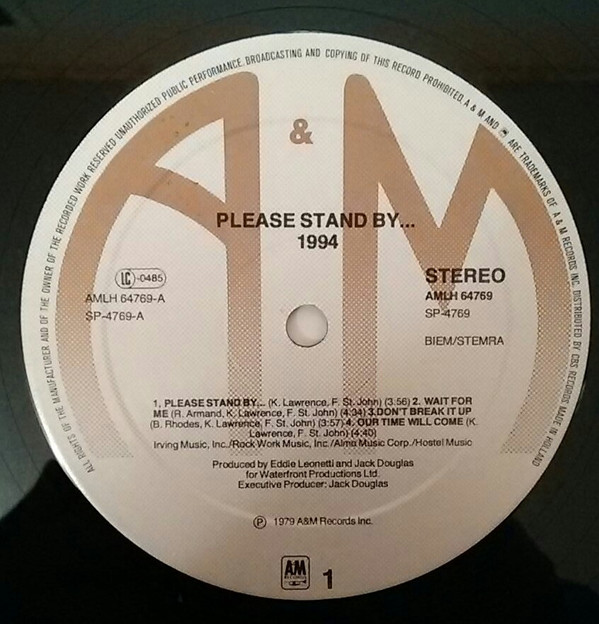 ALL RIGHTS OF THE MANUFACTURER AND OF THE OWNER OF THE RECORDED WORK RESERVED UNAUTHORIZED PUBLIC PERFORMANCE. BROADCASTING AND COPYING OF THIS RECORD PROHIBITED. A & M AND ARE TRADEMARKS OF A & M RECORDS INC. DISTRIBUTED BY CBS RECORDS MADE IN HOLLAND
A & M
PLEASE STAND BY...
1994
LC-0485
AMLH 64769-A
SP-4769-A
STEREO
AMLH 64769
SP-4769
BIEM/STEMRA
1. PLEASE STAND BY... (K. Lawrence, F. St. John) (3:56) 2. WAIT FOR
ME (R. Armand, K. Lawrence, F. St. John) (4:34) 3.DON'T BREAK IT UP
(B. Rhodes, K. Lawrence, F. St. John) (3:57) 4. OUR TIME WILL COME (K.
Lawrence, F. St. John) (4:40)
Irving Music, Inc./Rock Work Music, Inc./Almo Music Corp./Hostel Music
Produced by Eddie Leonetti and Jack Douglas
for Waterfront Productions Ltd.
Executive Producer: Jack Douglas
Ⓟ 1979 A&M Records Inc.
AM
RECORDS
1